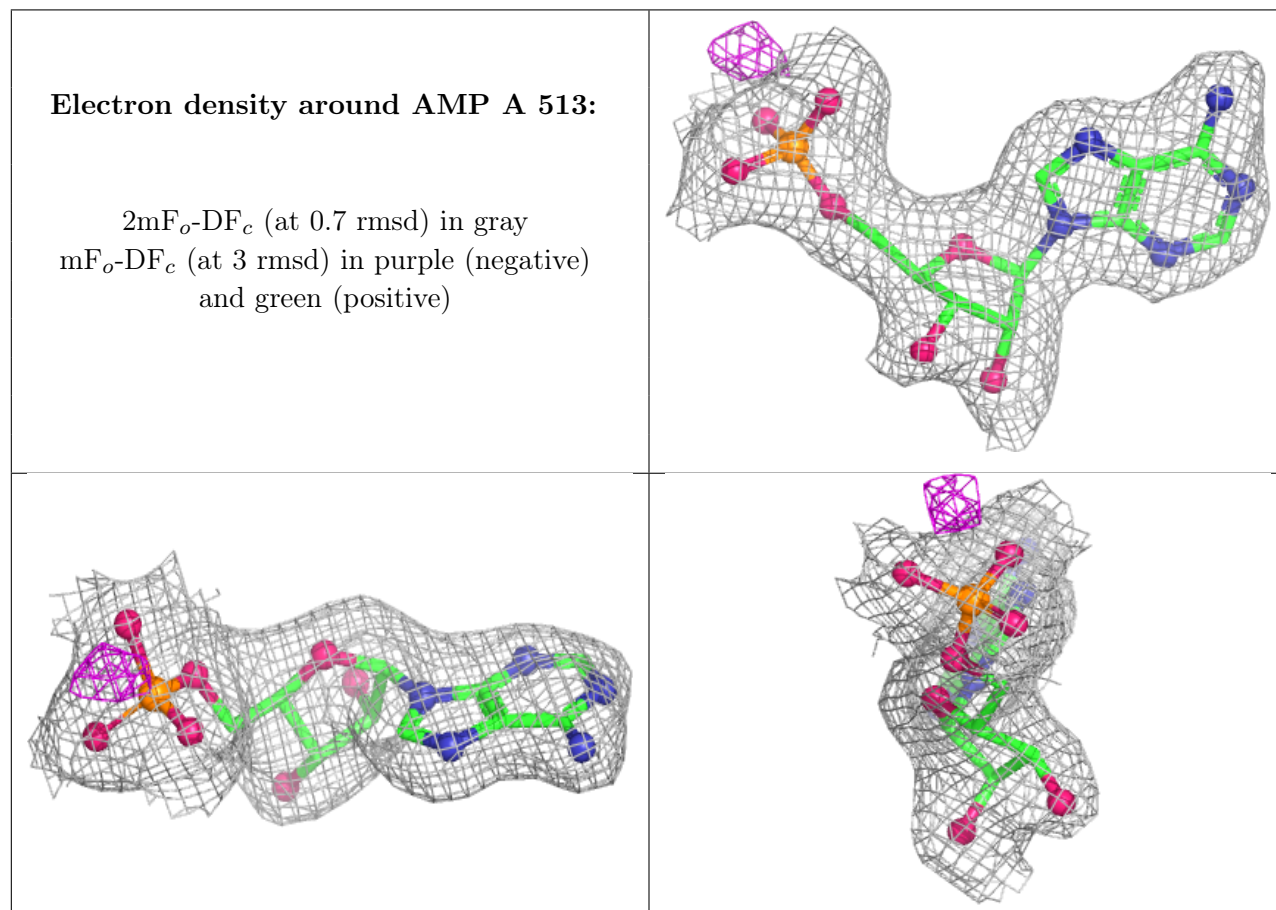 Electron density around AMP A 513:
2mFo-DFc (at 0.7 rmsd) in gray
mFo-DFc (at 3 rmsd) in purple (negative)
and green (positive)